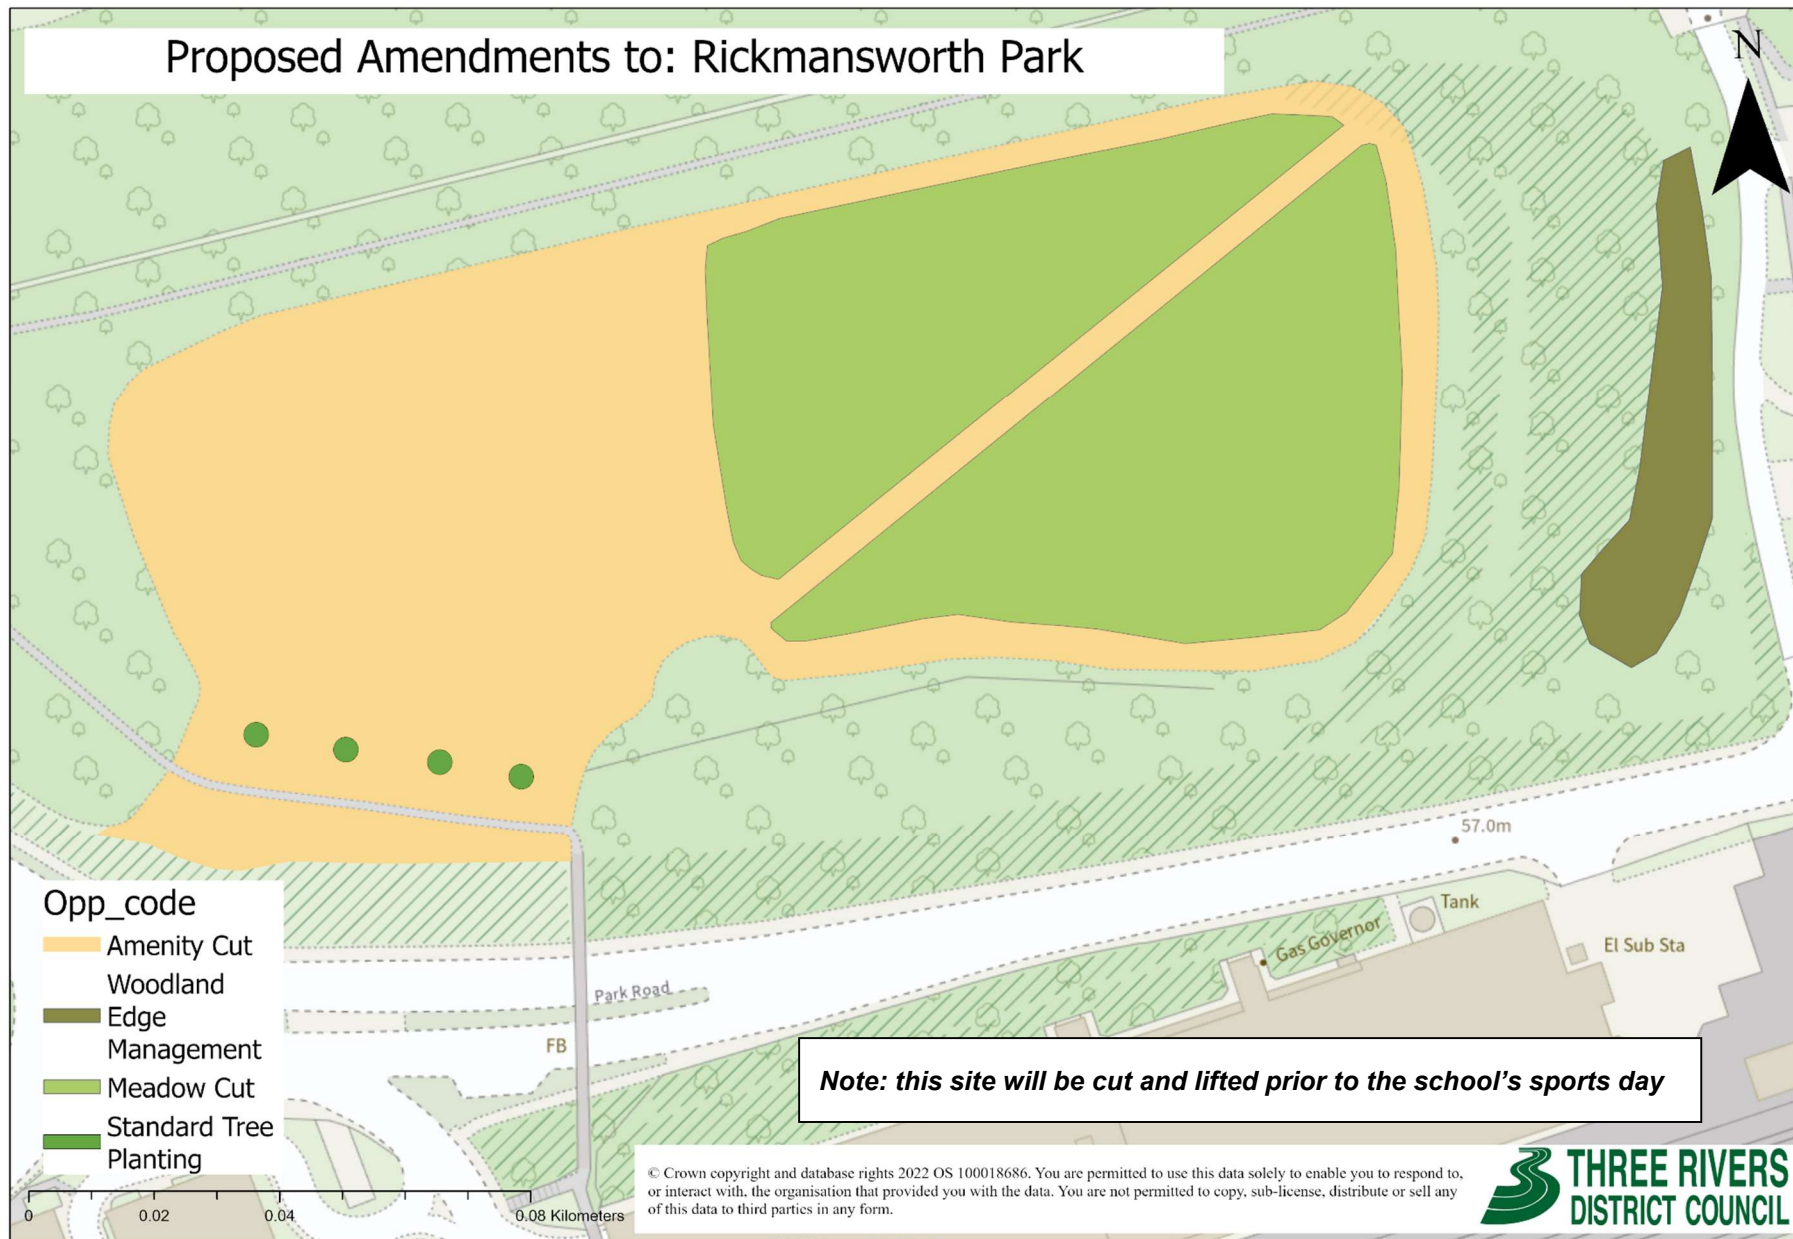 Proposed Amendments to: Rickmansworth Park
N
57.0m
Tank
Gas Governor
El Sub Sta
Park Road
FB
Opp_code
Amenity Cut
Woodland
Edge
Management
Meadow Cut
Standard Tree
Planting
Note: this site will be cut and lifted prior to the school’s sports day
0 0.02 0.04 0.08 Kilometers
© Crown copyright and database rights 2022 OS 100018686. You are permitted to use this data solely to enable you to respond to,
or interact with, the organisation that provided you with the data. You are not permitted to copy, sub-license, distribute or sell any
of this data to third parties in any form.
THREE RIVERS
DISTRICT COUNCIL